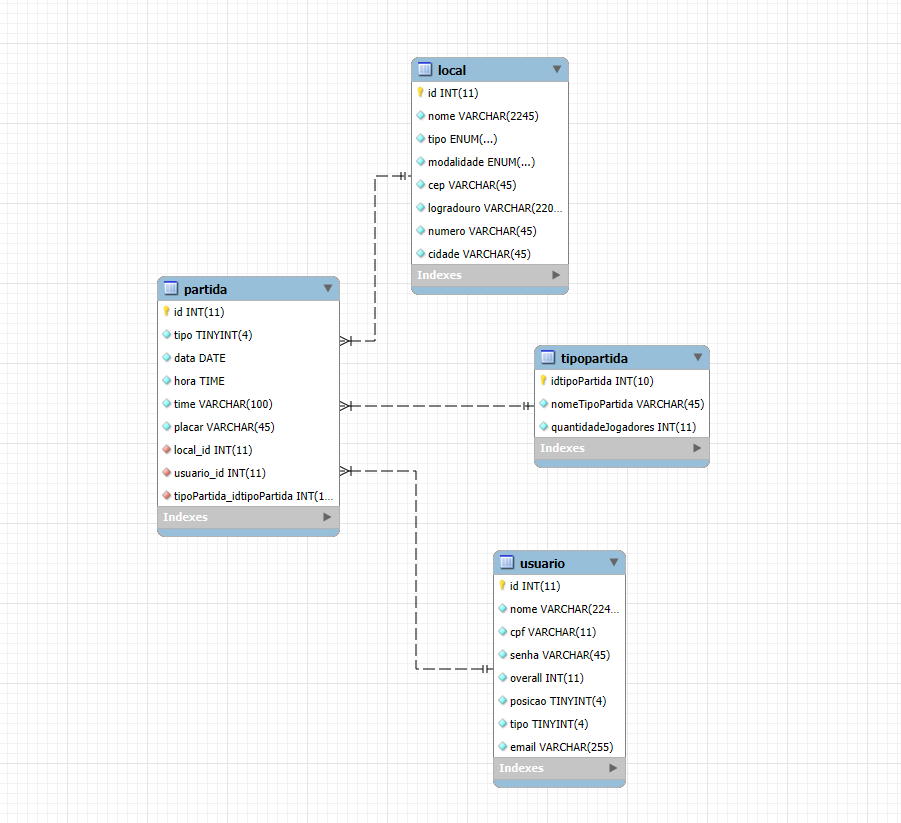 local
id INT(11)
nome VARCHAR(2245)
tipo ENUM(...)
modalidade ENUM(...)
cep VARCHAR(45)
logradouro VARCHAR(220...
numero VARCHAR(45)
cidade VARCHAR(45)
Indexes
partida
id INT(11)
tipo TINYINT(4)
data DATE
hora TIME
time VARCHAR(100)
placar VARCHAR(45)
local_id INT(11)
usuario_id INT(11)
tipoPartida_idtipoPartida INT(1...
Indexes
tipopartida
idtipoPartida INT(10)
nomeTipoPartida VARCHAR(45)
quantidadeJogadores INT(11)
Indexes
usuario
id INT(11)
nome VARCHAR(224...
cpf VARCHAR(11)
senha VARCHAR(45)
overall INT(11)
posicao TINYINT(4)
tipo TINYINT(4)
email VARCHAR(255)
Indexes